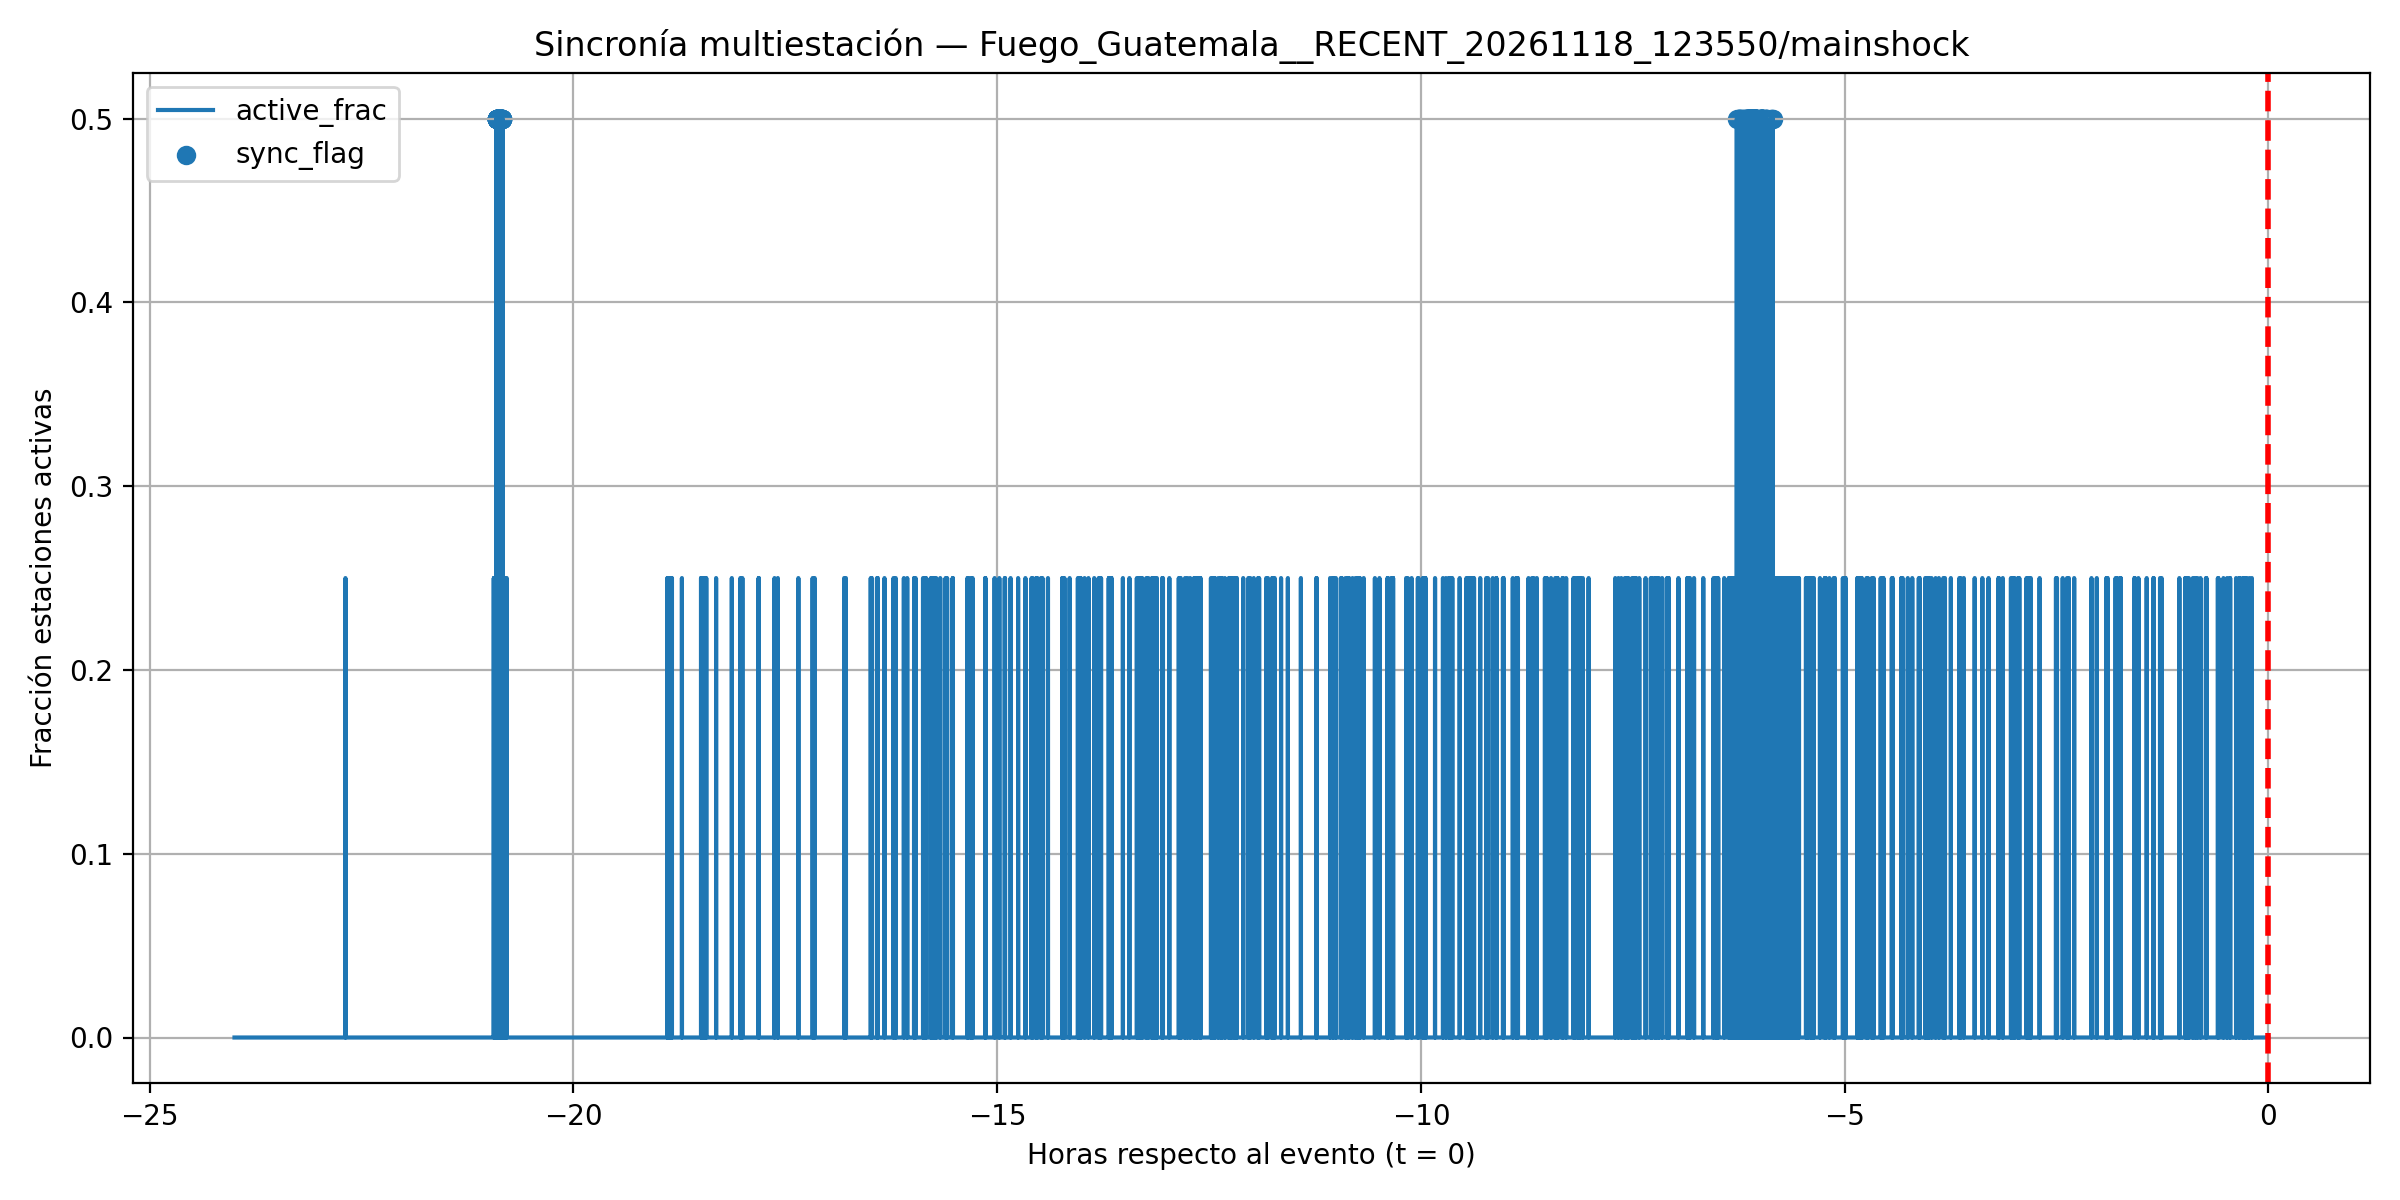 Sincronía multiestación — Fuego_Guatemala__RECENT_20261118_123550/mainshock
active_frac
sync_flag
Fracción estaciones activas
0.5
0.4
0.3
0.2
0.1
0.0
−25
−20
−15
−10
−5
0
Horas respecto al evento (t = 0)